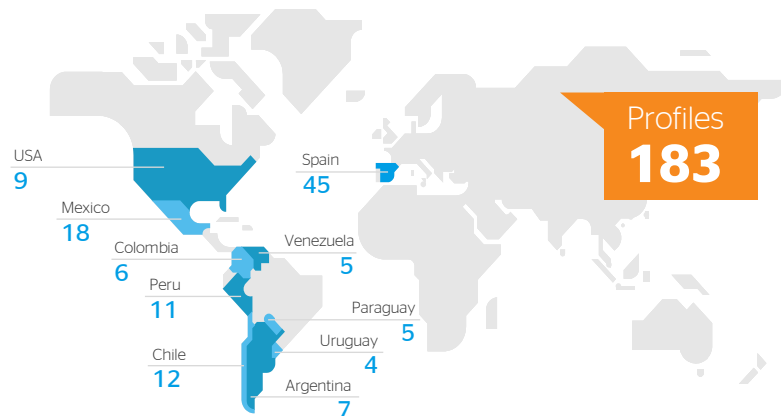 USA
9
Mexico
18
Colombia
6
Peru
11
Chile
12
Spain
45
Venezuela
5
Paraguay
5
Uruguay
4
Argentina
7
Profiles
183